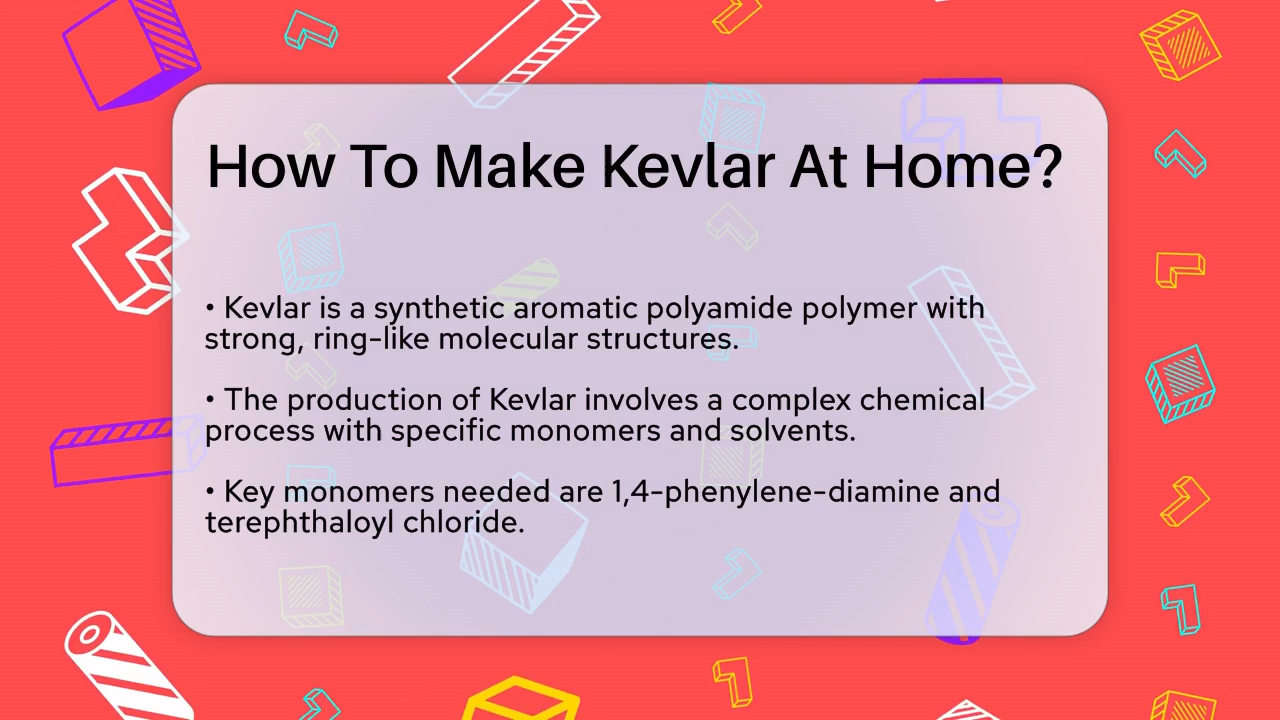 How To Make Kevlar At Home?
• Kevlar is a synthetic aromatic polyamide polymer with
strong, ring-like molecular structures.
• The production of Kevlar involves a complex chemical
process with specific monomers and solvents.
• Key monomers needed are 1,4-phenylene-diamine and
terephthaloyl chloride.